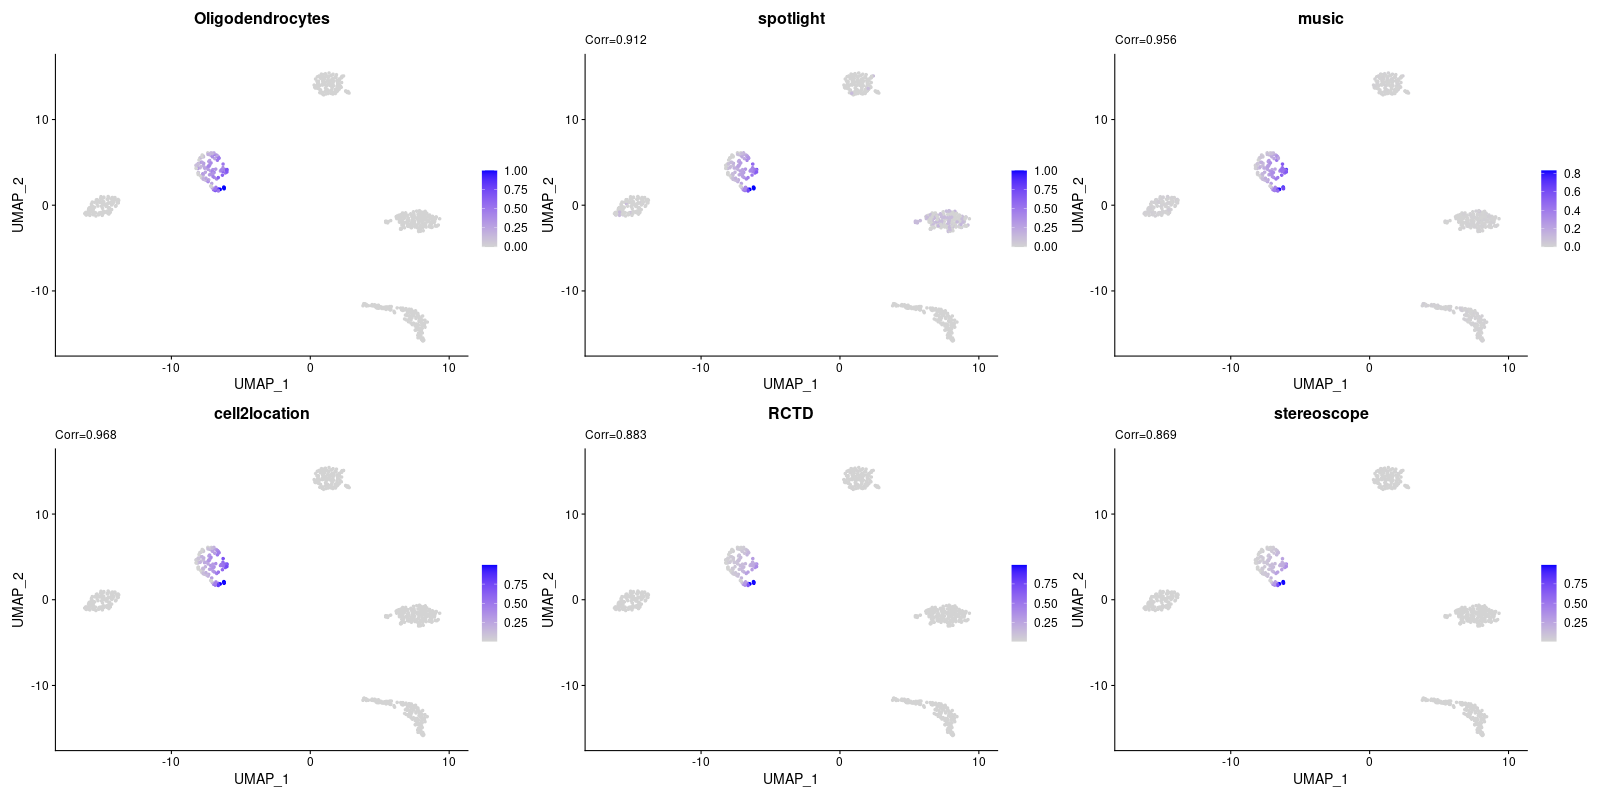 Oligodendrocytes
UMAP_2
10
0
-10
-10
0
10
UMAP_1
1.00
0.75
0.50
0.25
0.00
spotlight
Corr=0.912
UMAP_2
10
0
-10
-10
0
10
UMAP_1
1.00
0.75
0.50
0.25
0.00
music
Corr=0.956
UMAP_2
10
0
-10
-10
0
10
UMAP_1
0.8
0.6
0.4
0.2
0.0
cell2location
Corr=0.968
UMAP_2
10
0
-10
-10
0
10
UMAP_1
0.75
0.50
0.25
RCTD
Corr=0.883
UMAP_2
10
0
-10
-10
0
10
UMAP_1
0.75
0.50
0.25
stereoscope
Corr=0.869
UMAP_2
10
0
-10
-10
0
10
UMAP_1
0.75
0.50
0.25